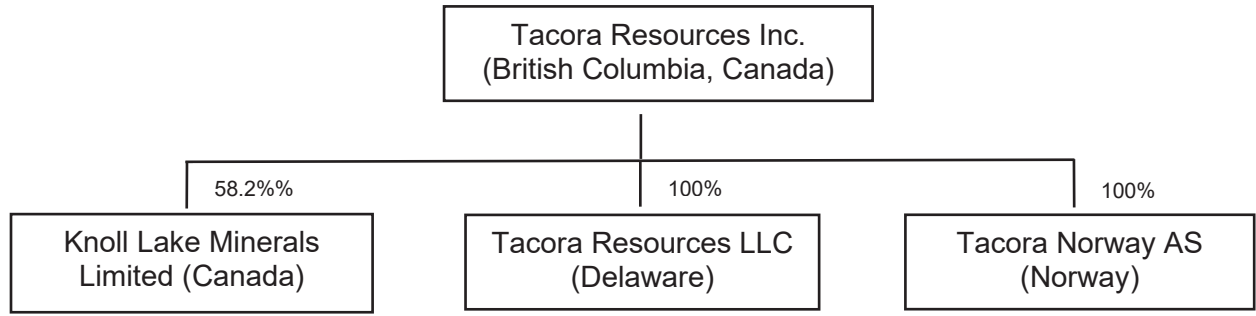 Tacora Resources Inc.
(British Columbia, Canada)
58.2%%
100%
100%
Knoll Lake Minerals
Limited (Canada)
Tacora Resources LLC
(Delaware)
Tacora Norway AS
(Norway)